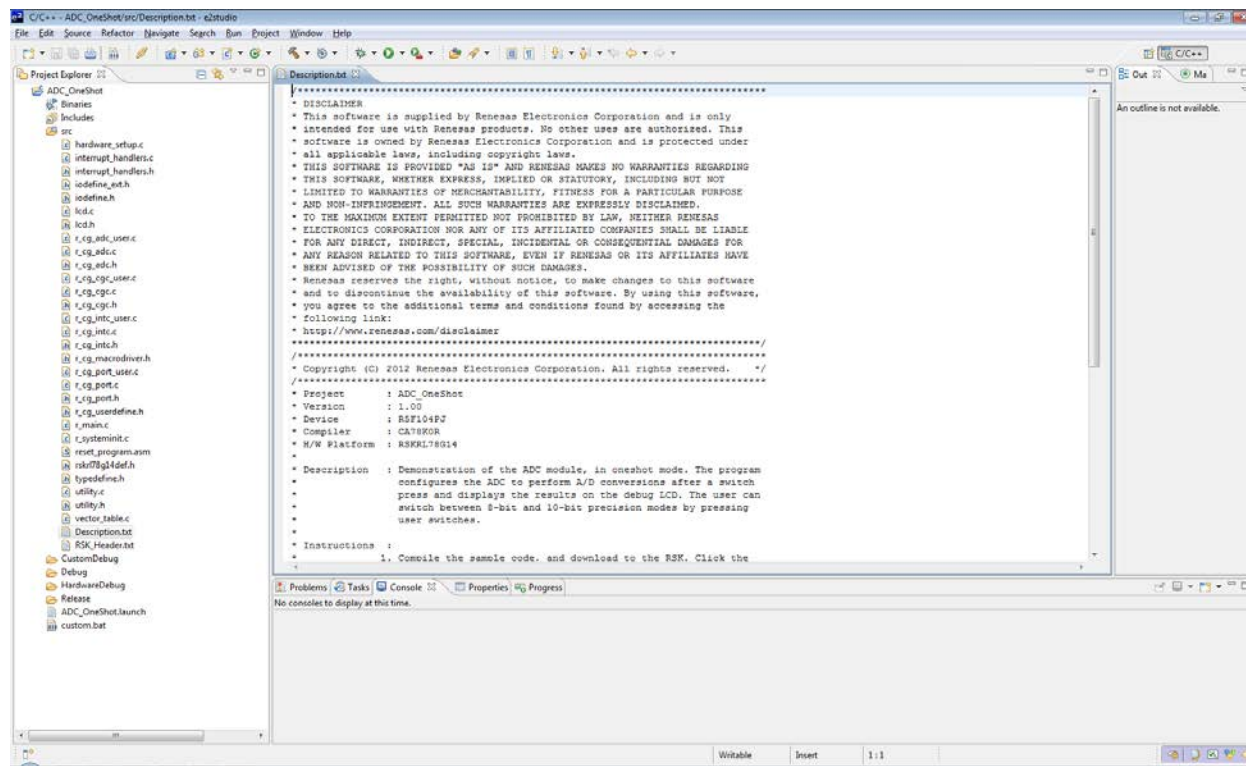 C/C++ - ADC_OneShot/src/Description.txt - e2studio
File Edit Source Refactor Navigate Search Run Project Window Help
C/C++
Project Explorer
ADC_OneShot
Binaries
Includes
src
hardware_setup.c
interrupt_handlers.c
interrupt_handlers.h
iodefine_ext.h
iodefine.h
lcd.c
lcd.h
r_cg_adc_user.c
r_cg_adc.c
r_cg_adc.h
r_cg_cgc_user.c
r_cg_cgc.c
r_cg_cgc.h
r_cg_intc_user.c
r_cg_intc.c
r_cg_intc.h
r_cg_macrodriver.h
r_cg_port_user.c
r_cg_port.c
r_cg_port.h
r_cg_userdefine.h
r_main.c
r_systeminit.c
reset_program.asm
rskrl78g14def.h
typedefine.h
utility.c
utility.h
vector_table.c
Description.txt
RSK_Header.txt
CustomDebug
Debug
HardwareDebug
Release
ADC_OneShot.launch
custom.bat
Description.txt
/*******************************************************************************
* DISCLAIMER
* This software is supplied by Renesas Electronics Corporation and is only
* intended for use with Renesas products. No other uses are authorized. This
* software is owned by Renesas Electronics Corporation and is protected under
* all applicable laws, including copyright laws.
* THIS SOFTWARE IS PROVIDED "AS IS" AND RENESAS MAKES NO WARRANTIES REGARDING
* THIS SOFTWARE, WHETHER EXPRESS, IMPLIED OR STATUTORY, INCLUDING BUT NOT
* LIMITED TO WARRANTIES OF MERCHANTABILITY, FITNESS FOR A PARTICULAR PURPOSE
* AND NON-INFRINGEMENT. ALL SUCH WARRANTIES ARE EXPRESSLY DISCLAIMED.
* TO THE MAXIMUM EXTENT PERMITTED NOT PROHIBITED BY LAW, NEITHER RENESAS
* ELECTRONICS CORPORATION NOR ANY OF ITS AFFILIATED COMPANIES SHALL BE LIABLE
* FOR ANY DIRECT, INDIRECT, SPECIAL, INCIDENTAL OR CONSEQUENTIAL DAMAGES FOR
* ANY REASON RELATED TO THIS SOFTWARE, EVEN IF RENESAS OR ITS AFFILIATES HAVE
* BEEN ADVISED OF THE POSSIBILITY OF SUCH DAMAGES.
* Renesas reserves the right, without notice, to make changes to this software
* and to discontinue the availability of this software. By using this software,
* you agree to the additional terms and conditions found by accessing the
* following link:
* http://www.renesas.com/disclaimer
*******************************************************************************/
/*******************************************************************************
* Copyright (C) 2012 Renesas Electronics Corporation. All rights reserved. */
/*******************************************************************************
* Project : ADC_OneShot
* Version : 1.00
* Device : R5F104PJ
* Compiler : CA78K0R
* H/W Platform : RSKRL78G14
*
* Description : Demonstration of the ADC module, in oneshot mode. The program
* configures the ADC to perform A/D conversions after a switch
* press and displays the results on the debug LCD. The user can
* switch between 8-bit and 10-bit precision modes by pressing
* user switches.
*
* Instructions :
* 1. Compile the sample code, and download to the RSK. Click the
Out Ma
An outline is not available.
Problems Tasks Console Properties Progress
No consoles to display at this time.
Writable Insert 1:1